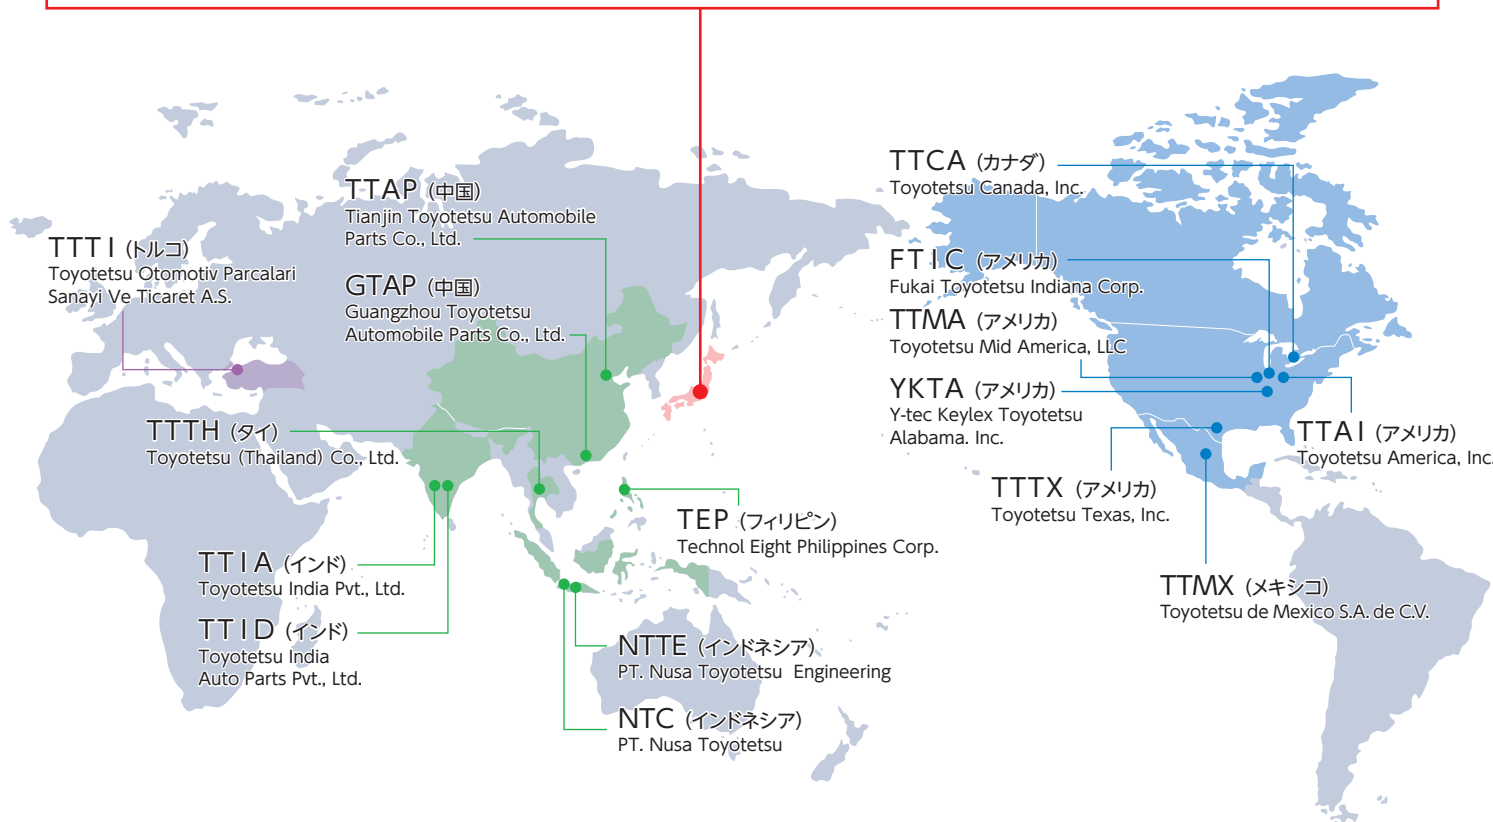 TTAP (中国)
Tianjin Toyotetsu Automobile
Parts Co., Ltd.
TTTI (トルコ)
Toyotetsu Otomotiv Parcalari
Sanayi Ve Ticaret A.S.
GTAP (中国)
Guangzhou Toyotetsu
Automobile Parts Co., Ltd.
TTTH (タイ)
Toyotetsu (Thailand) Co., Ltd.
TTIA (インド)
Toyotetsu India Pvt., Ltd.
TTID (インド)
Toyotetsu India
Auto Parts Pvt., Ltd.
TEP (フィリピン)
Technol Eight Philippines Corp.
NTTE (インドネシア)
PT. Nusa Toyotetsu Engineering
NTC (インドネシア)
PT. Nusa Toyotetsu
TTCA (カナダ)
Toyotetsu Canada, Inc.
FTIC (アメリカ)
Fukai Toyotetsu Indiana Corp.
TTMA (アメリカ)
Toyotetsu Mid America, LLC
YKTA (アメリカ)
Y-tec Keylex Toyotetsu
Alabama. Inc.
TTAI (アメリカ)
Toyotetsu America, Inc.
TTTX (アメリカ)
Toyotetsu Texas, Inc.
TTMX (メキシコ)
Toyotetsu de Mexico S.A. de C.V.